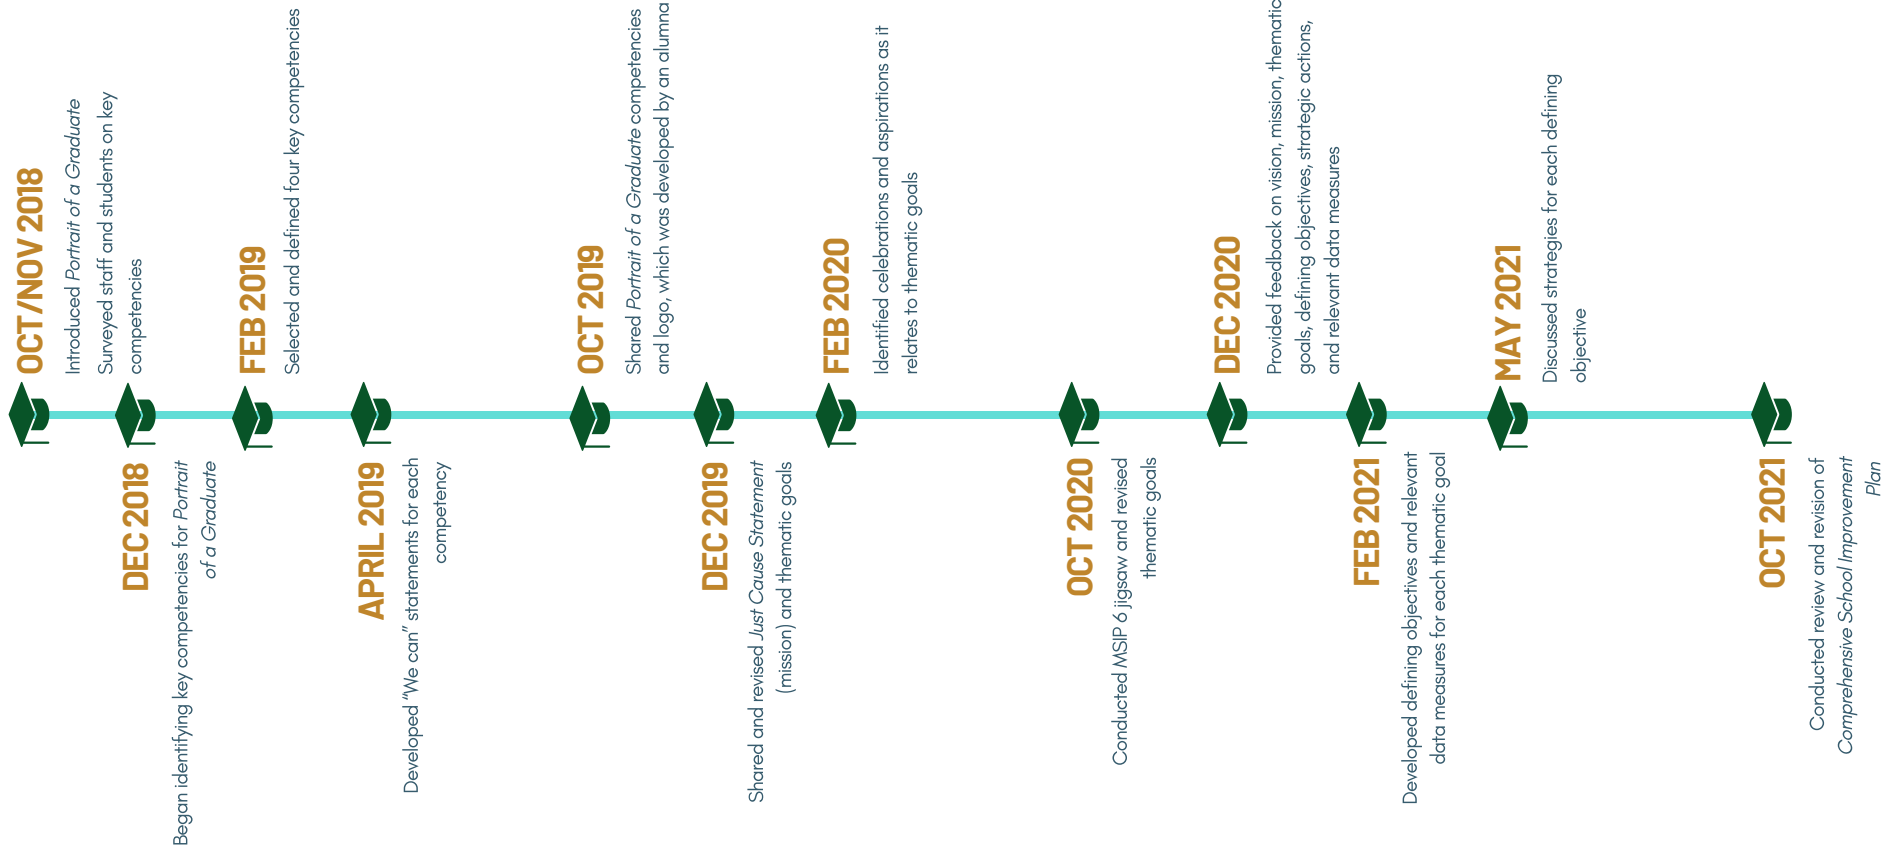 OCT/NOV 2018
Introduced Portrait of a Graduate
Surveyed staff and students on key
competencies
DEC 2018
Began identifying key competencies for Portrait
of a Graduate
FEB 2019
Selected and defined four key competencies
APRIL 2019
Developed “We can” statements for each
competency
OCT 2019
Shared Portrait of a Graduate competencies
and logo, which was developed by an alumna
DEC 2019
Shared and revised Just Cause Statement
(mission) and thematic goals
FEB 2020
Identified celebrations and aspirations as it
relates to thematic goals
OCT 2020
Conducted MSIP 6 jigsaw and revised
thematic goals
DEC 2020
Provided feedback on vision, mission, thematic
goals, defining objectives, strategic actions,
and relevant data measures
FEB 2021
Developed defining objectives and relevant
data measures for each thematic goal
MAY 2021
Discussed strategies for each defining
objective
OCT 2021
Conducted review and revision of
Comprehensive School Improvement
Plan